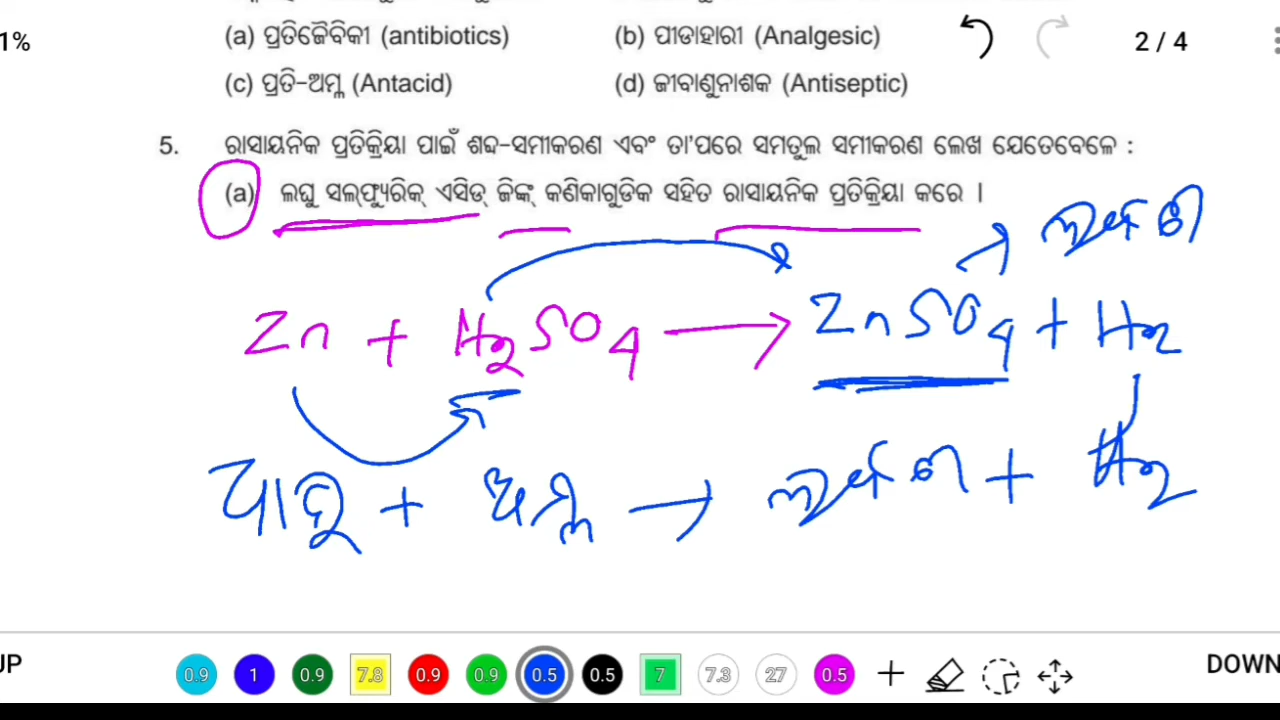 (a) ପ୍ରତିଜୈବିକୀ (antibiotics) (b) ପୀଡାହାରୀ (Analgesic) 2 / 4
1%
(c) ପ୍ରତି-ଅମ୍ଳ (Antacid) (d) ଜୀବାଣୁନାଶକ (Antiseptic)
5. ରାସାୟନିକ ପ୍ରତିକ୍ରିୟା ପାଇଁ ଶବ୍ଦ-ସମୀକରଣ ଏବଂ ତା'ପରେ ସମତୁଲ ସମୀକରଣ ଲେଖ ଯେତେବେଳେ :
(a) ଲଘୁ ସଲ୍‌ଫ୍ୟୁରିକ୍ ଏସିଡ୍ ଜିଙ୍କ୍ କଣିକାଗୁଡିକ ସହିତ ରାସାୟନିକ ପ୍ରତିକ୍ରିୟା କରେ ।
→ ଲବଣ
Zn + H2SO4 → ZnSO4 + H2
ଧାତୁ + ଅମ୍ଳ → ଲବଣ + H2
UP 0.9 1 0.9 7.8 0.9 0.9 0.5 0.5 7 7.3 27 0.5 + DOWN